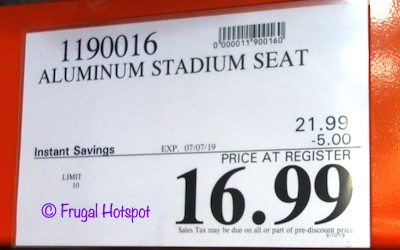 1190016
0000011900160
ALUMINUM STADIUM SEAT
21.99
Instant Savings EXP. 07/07/19 -5.00
PRICE AT REGISTER
LIMIT
10
16.99
© Frugal Hotspot
Sales Tax may be due on all or part of pre-discount price